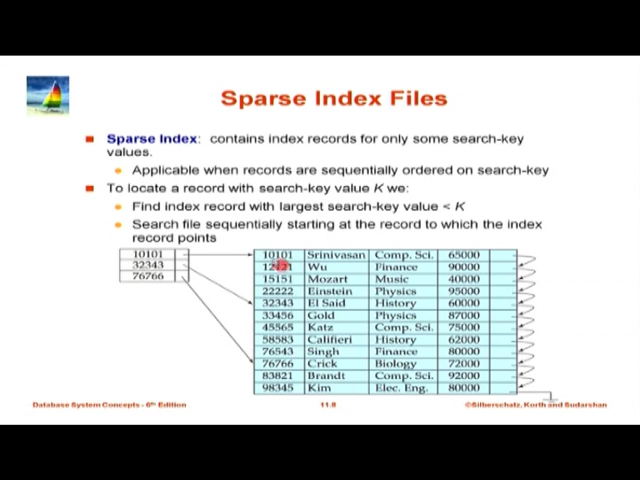 Sparse Index Files
Sparse Index: contains index records for only some search-key
values.
Applicable when records are sequentially ordered on search-key
To locate a record with search-key value K we:
Find index record with largest search-key value < K
Search file sequentially starting at the record to which the index
record points
10101
32343
76766
10101 Srinivasan Comp. Sci. 65000
Wu Finance 90000
15151 Mozart Music 40000
22222 Einstein Physics 95000
32343 El Said History 60000
33456 Gold Physics 87000
45565 Katz Comp. Sci. 75000
58583 Califieri History 62000
76543 Singh Finance 80000
76766 Crick Biology 72000
83821 Brandt Comp. Sci. 92000
98345 Kim Elec. Eng. 80000
Database System Concepts - 6th Edition 11.8 ©Silberschatz, Korth and Sudarshan